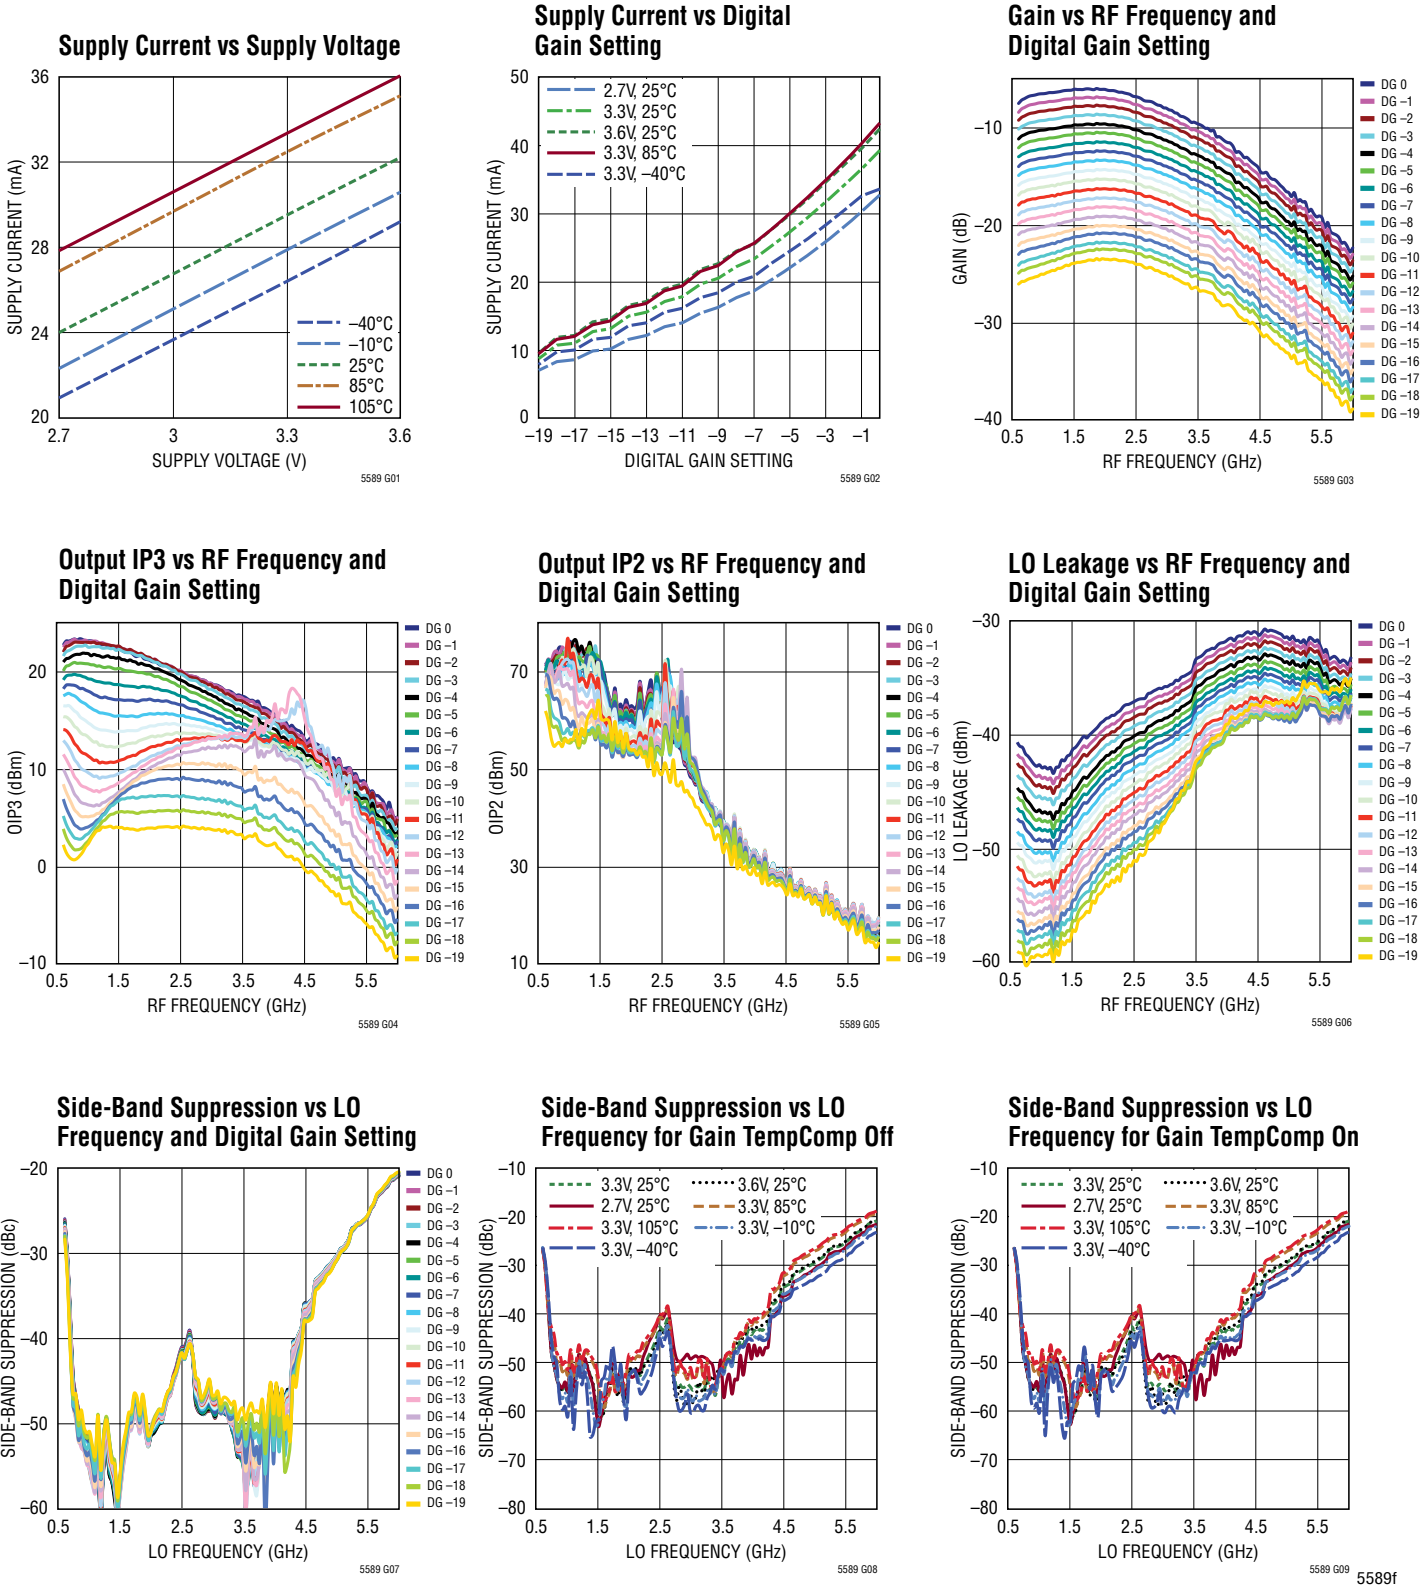 Supply Current vs Supply Voltage
36
32
28
24
20
SUPPLY CURRENT (mA)
–40°C
–10°C
25°C
85°C
105°C
2.7
3
3.3
3.6
SUPPLY VOLTAGE (V)
5589 G01
Supply Current vs Digital
Gain Setting
50
40
30
20
10
0
SUPPLY CURRENT (mA)
2.7V, 25°C
3.3V, 25°C
3.6V, 25°C
3.3V, 85°C
3.3V, –40°C
–19 –17 –15 –13 –11 –9 –7 –5 –3 –1
DIGITAL GAIN SETTING
5589 G02
Gain vs RF Frequency and
Digital Gain Setting
–10
–20
–30
–40
GAIN (dB)
DG 0
DG –1
DG –2
DG –3
DG –4
DG –5
DG –6
DG –7
DG –8
DG –9
DG –10
DG –11
DG –12
DG –13
DG –14
DG –15
DG –16
DG –17
DG –18
DG –19
0.5
1.5
2.5
3.5
4.5
5.5
RF FREQUENCY (GHz)
5589 G03
Output IP3 vs RF Frequency and
Digital Gain Setting
20
10
0
–10
OIP3 (dBm)
DG 0
DG –1
DG –2
DG –3
DG –4
DG –5
DG –6
DG –7
DG –8
DG –9
DG –10
DG –11
DG –12
DG –13
DG –14
DG –15
DG –16
DG –17
DG –18
DG –19
0.5
1.5
2.5
3.5
4.5
5.5
RF FREQUENCY (GHz)
5589 G04
Output IP2 vs RF Frequency and
Digital Gain Setting
70
50
30
10
OIP2 (dBm)
DG 0
DG –1
DG –2
DG –3
DG –4
DG –5
DG –6
DG –7
DG –8
DG –9
DG –10
DG –11
DG –12
DG –13
DG –14
DG –15
DG –16
DG –17
DG –18
DG –19
0.5
1.5
2.5
3.5
4.5
5.5
RF FREQUENCY (GHz)
5589 G05
LO Leakage vs RF Frequency and
Digital Gain Setting
–30
–40
–50
–60
LO LEAKAGE (dBm)
DG 0
DG –1
DG –2
DG –3
DG –4
DG –5
DG –6
DG –7
DG –8
DG –9
DG –10
DG –11
DG –12
DG –13
DG –14
DG –15
DG –16
DG –17
DG –18
DG –19
0.5
1.5
2.5
3.5
4.5
5.5
RF FREQUENCY (GHz)
5589 G06
Side-Band Suppression vs LO
Frequency and Digital Gain Setting
–20
–30
–40
–50
–60
SIDE-BAND SUPPRESSION (dBc)
DG 0
DG –1
DG –2
DG –3
DG –4
DG –5
DG –6
DG –7
DG –8
DG –9
DG –10
DG –11
DG –12
DG –13
DG –14
DG –15
DG –16
DG –17
DG –18
DG –19
0.5
1.5
2.5
3.5
4.5
5.5
LO FREQUENCY (GHz)
5589 G07
Side-Band Suppression vs LO
Frequency for Gain TempComp Off
–10
–20
–30
–40
–50
–60
–70
–80
SIDE-BAND SUPPRESSION (dBc)
3.3V, 25°C
2.7V, 25°C
3.3V, 105°C
3.3V, –40°C
3.6V, 25°C
3.3V, 85°C
3.3V, –10°C
0.5
1.5
2.5
3.5
4.5
5.5
LO FREQUENCY (GHz)
5589 G08
Side-Band Suppression vs LO
Frequency for Gain TempComp On
–10
–20
–30
–40
–50
–60
–70
–80
SIDE-BAND SUPPRESSION (dBc)
3.3V, 25°C
2.7V, 25°C
3.3V, 105°C
3.3V, –40°C
3.6V, 25°C
3.3V, 85°C
3.3V, –10°C
0.5
1.5
2.5
3.5
4.5
5.5
LO FREQUENCY (GHz)
5589 G09
5589f